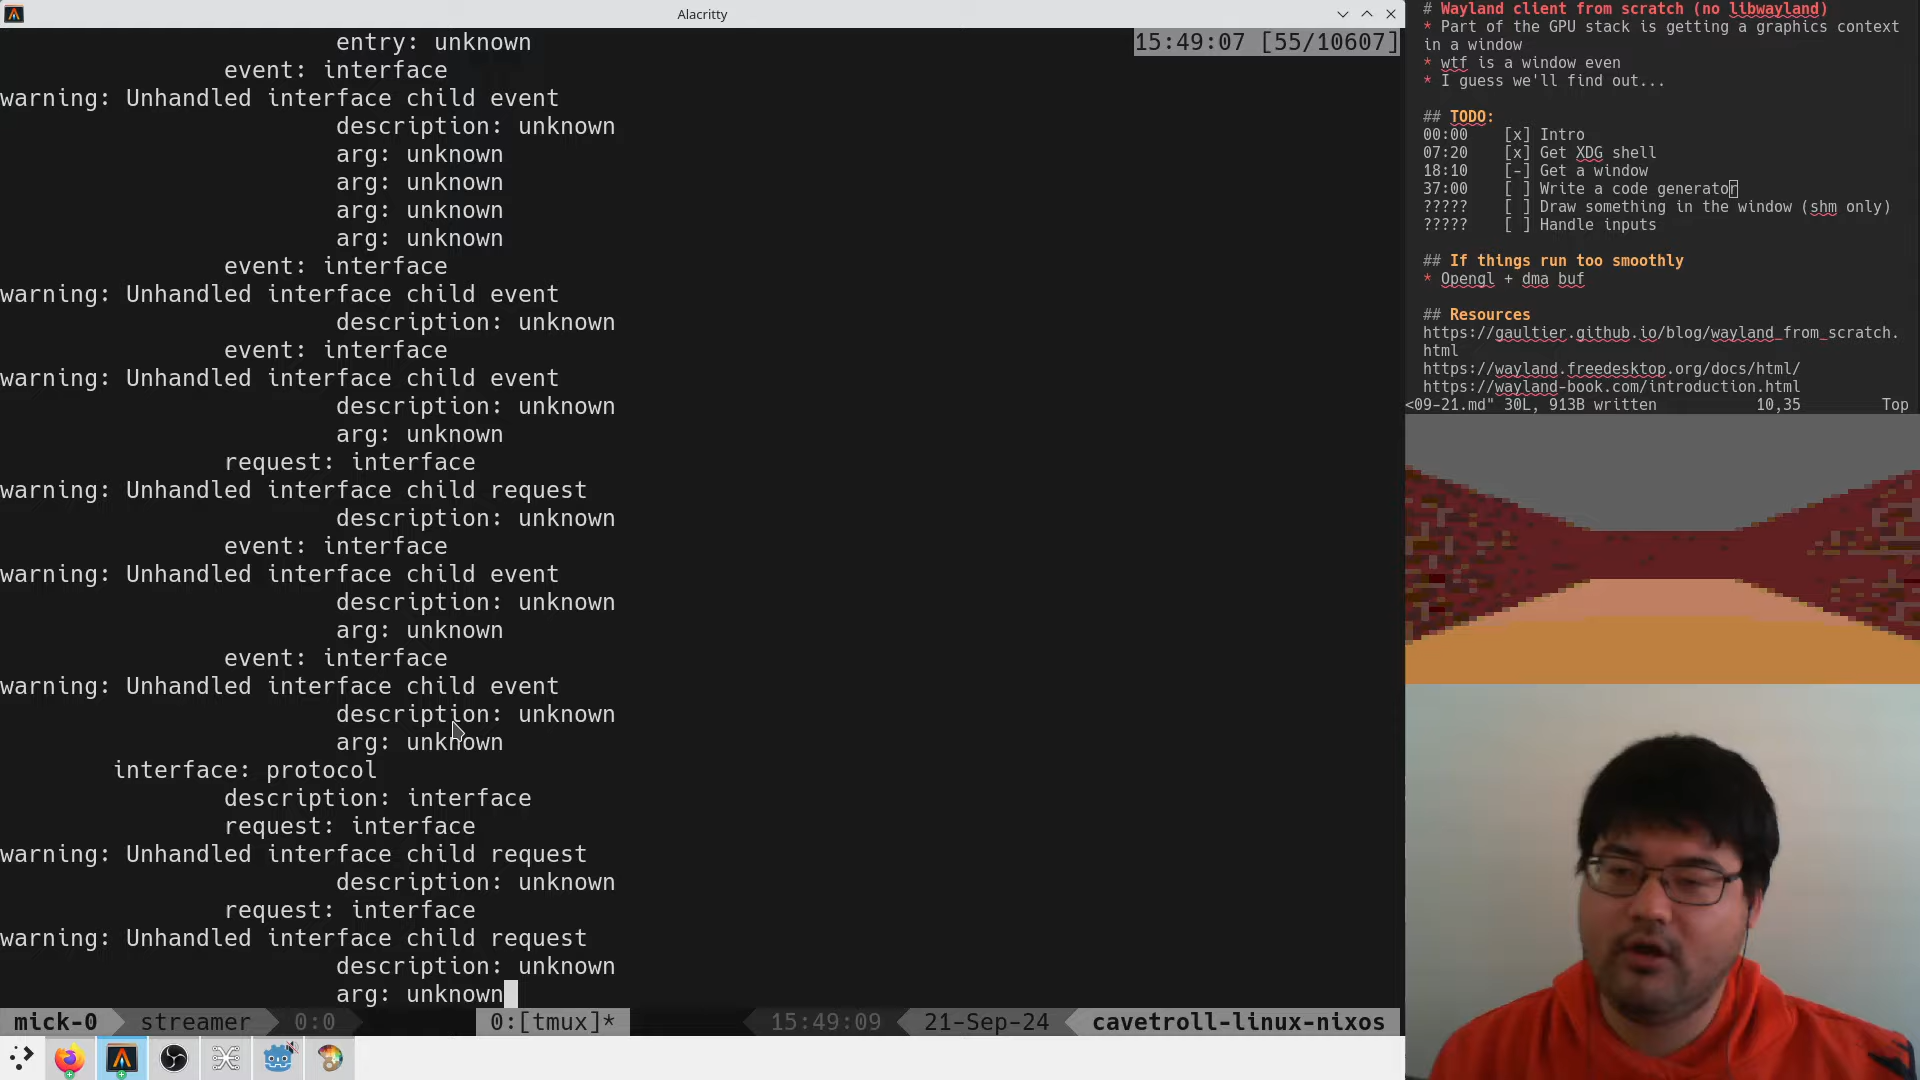 Alacritty
entry: unknown
15:49:07 [55/10607]
event: interface
warning: Unhandled interface child event
description: unknown
arg: unknown
arg: unknown
arg: unknown
arg: unknown
event: interface
warning: Unhandled interface child event
description: unknown
event: interface
warning: Unhandled interface child event
description: unknown
arg: unknown
request: interface
warning: Unhandled interface child request
description: unknown
event: interface
warning: Unhandled interface child event
description: unknown
arg: unknown
event: interface
warning: Unhandled interface child event
description: unknown
arg: unknown
interface: protocol
description: interface
request: interface
warning: Unhandled interface child request
description: unknown
request: interface
warning: Unhandled interface child request
description: unknown
arg: unknown
mick-0 streamer 0:0 0:[tmux]* 15:49:09 21-Sep-24 cavetroll-linux-nixos
# Wayland client from scratch (no libwayland)
* Part of the GPU stack is getting a graphics context
in a window
* wtf is a window even
* I guess we'll find out...
## TODO:
00:00 [x] Intro
07:20 [x] Get XDG shell
18:10 [-] Get a window
37:00 [ ] Write a code generator
????? [ ] Draw something in the window (shm only)
????? [ ] Handle inputs
## If things run too smoothly
* Opengl + dma buf
## Resources
https://gaultier.github.io/blog/wayland_from_scratch.
html
https://wayland.freedesktop.org/docs/html/
https://wayland-book.com/introduction.html
<09-21.md" 30L, 913B written 10,35 Top